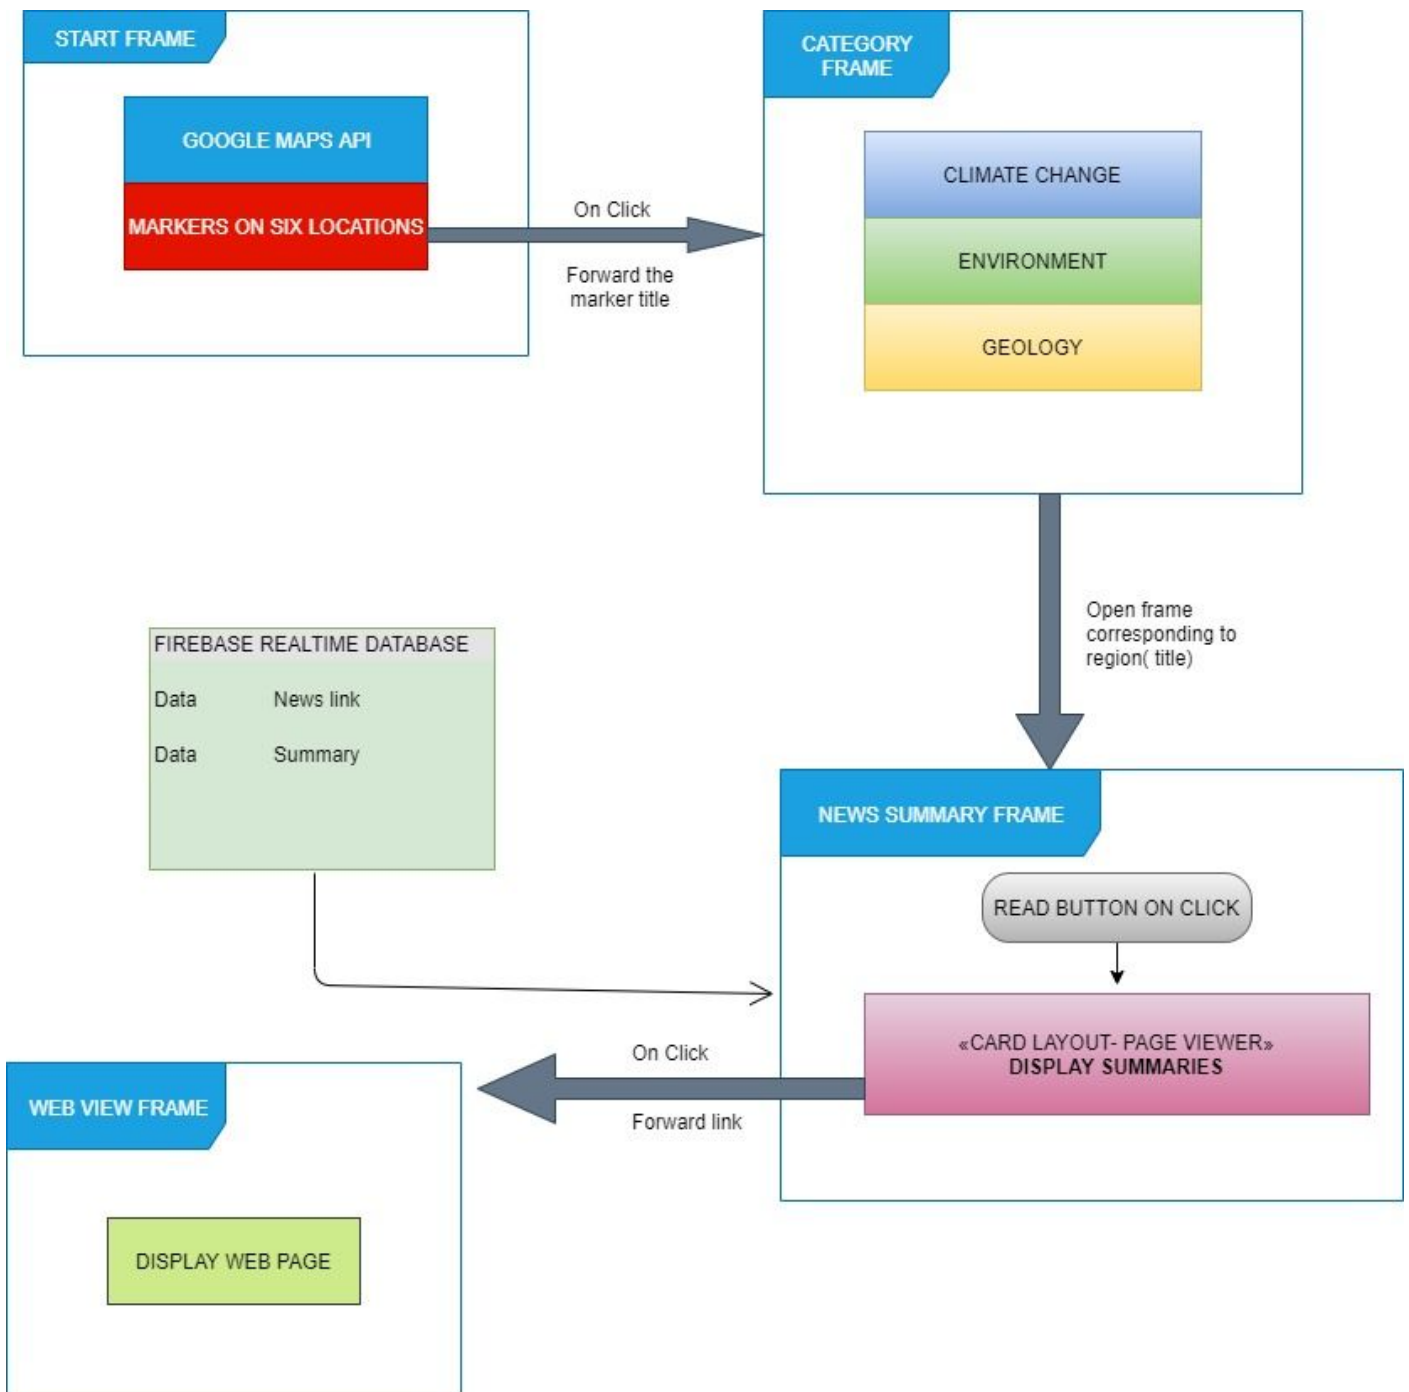 START FRAME
GOOGLE MAPS API
MARKERS ON SIX LOCATIONS
On Click
Forward the
marker title
CATEGORY
FRAME
CLIMATE CHANGE
ENVIRONMENT
GEOLOGY
Open frame
corresponding to
region( title)
FIREBASE REALTIME DATABASE
Data News link
Data Summary
NEWS SUMMARY FRAME
READ BUTTON ON CLICK
«CARD LAYOUT- PAGE VIEWER»
DISPLAY SUMMARIES
On Click
Forward link
WEB VIEW FRAME
DISPLAY WEB PAGE